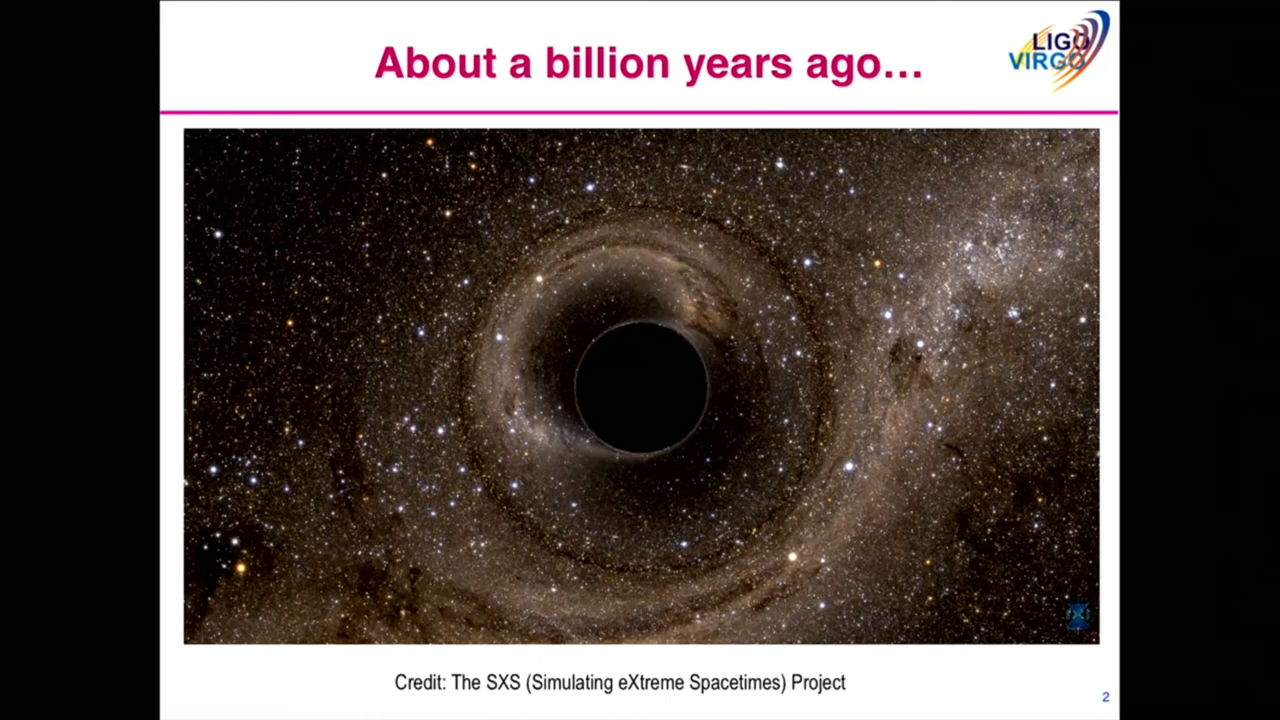 About a billion years ago…
LIGO
VIRGO
Credit: The SXS (Simulating eXtreme Spacetimes) Project
2